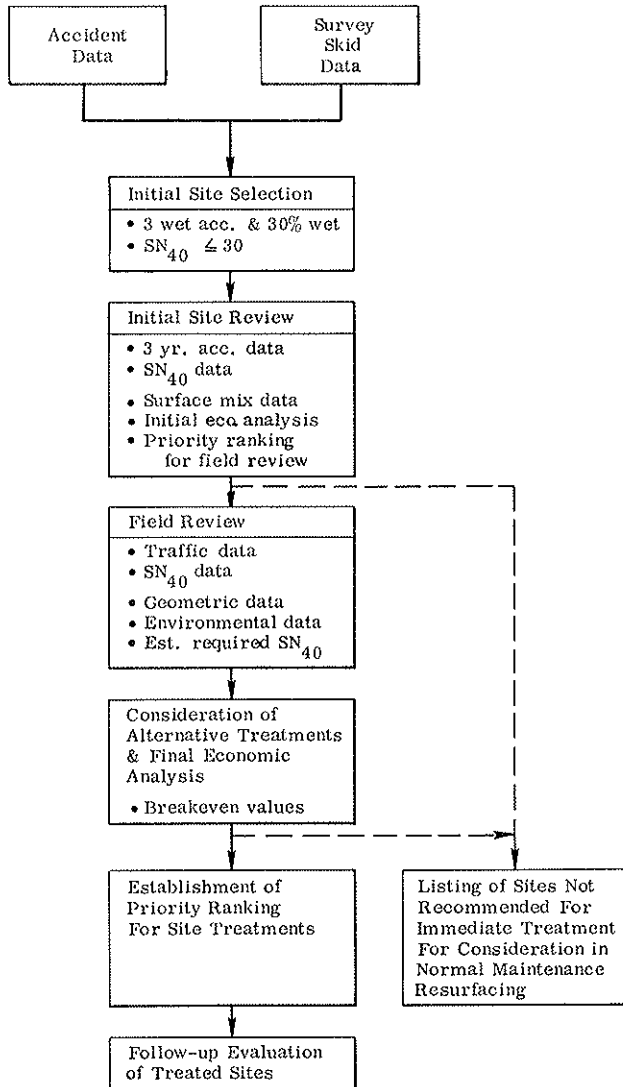 Accident
Data
Survey
Skid
Data
Initial Site Selection
• 3 wet acc. & 30% wet
• SN40 ≤ 30
Initial Site Review
• 3 yr. acc. data
• SN40 data
• Surface mix data
• Initial eco. analysis
• Priority ranking
for field review
Field Review
• Traffic data
• SN40 data
• Geometric data
• Environmental data
• Est. required SN40
Consideration of
Alternative Treatments
& Final Economic
Analysis
• Breakeven values
Establishment of
Priority Ranking
For Site Treatments
Listing of Sites Not
Recommended For
Immediate Treatment
For Consideration in
Normal Maintenance
Resurfacing
Follow-up Evaluation
of Treated Sites